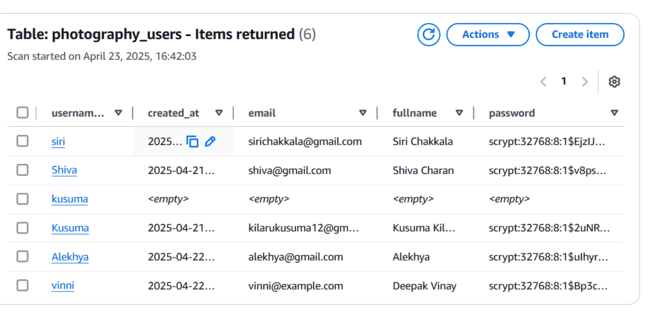 Table: photography_users - Items returned (6)
Actions
Create item
Scan started on April 23, 2025, 16:42:03
1
usernam... created_at email fullname password
siri 2025... sirichakkala@gmail.com Siri Chakkala scrypt:32768:8:1$EjzIJ...
Shiva 2025-04-21... shiva@gmail.com Shiva Charan scrypt:32768:8:1$v8ps...
kusuma <empty> <empty> <empty> <empty>
Kusuma 2025-04-21... kilarukusuma12@gm... Kusuma Kil... scrypt:32768:8:1$2uNR...
Alekhya 2025-04-22... alekhya@gmail.com Alekhya scrypt:32768:8:1$ulhyr...
vinni 2025-04-22... vinni@example.com Deepak Vinay scrypt:32768:8:1$Bp3c...